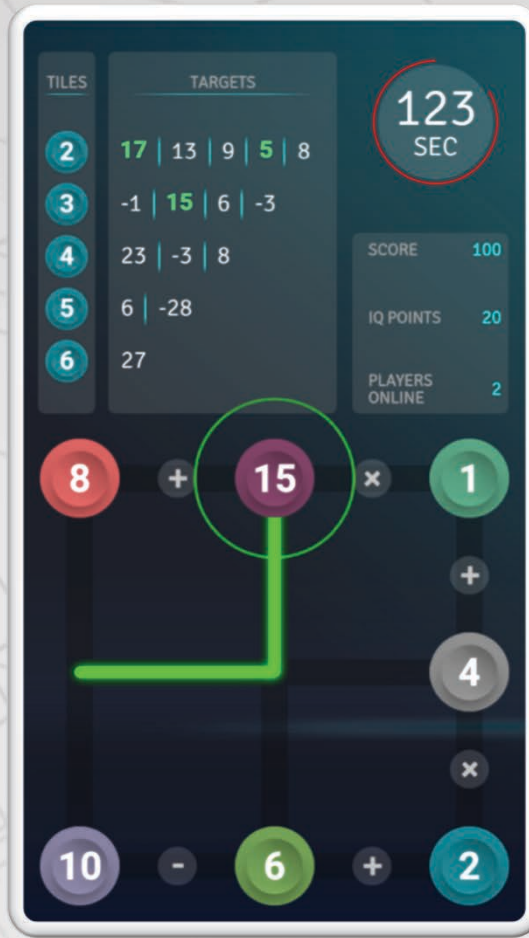 TILES TARGETS
123
SEC
2 17 | 13 | 9 | 5 | 8
3 -1 | 15 | 6 | -3
4 23 | -3 | 8
5 6 | -28
6 27
SCORE 100
IQ POINTS 20
PLAYERS
ONLINE 2
8 + 15 × 1
+
4
×
10 - 6 + 2